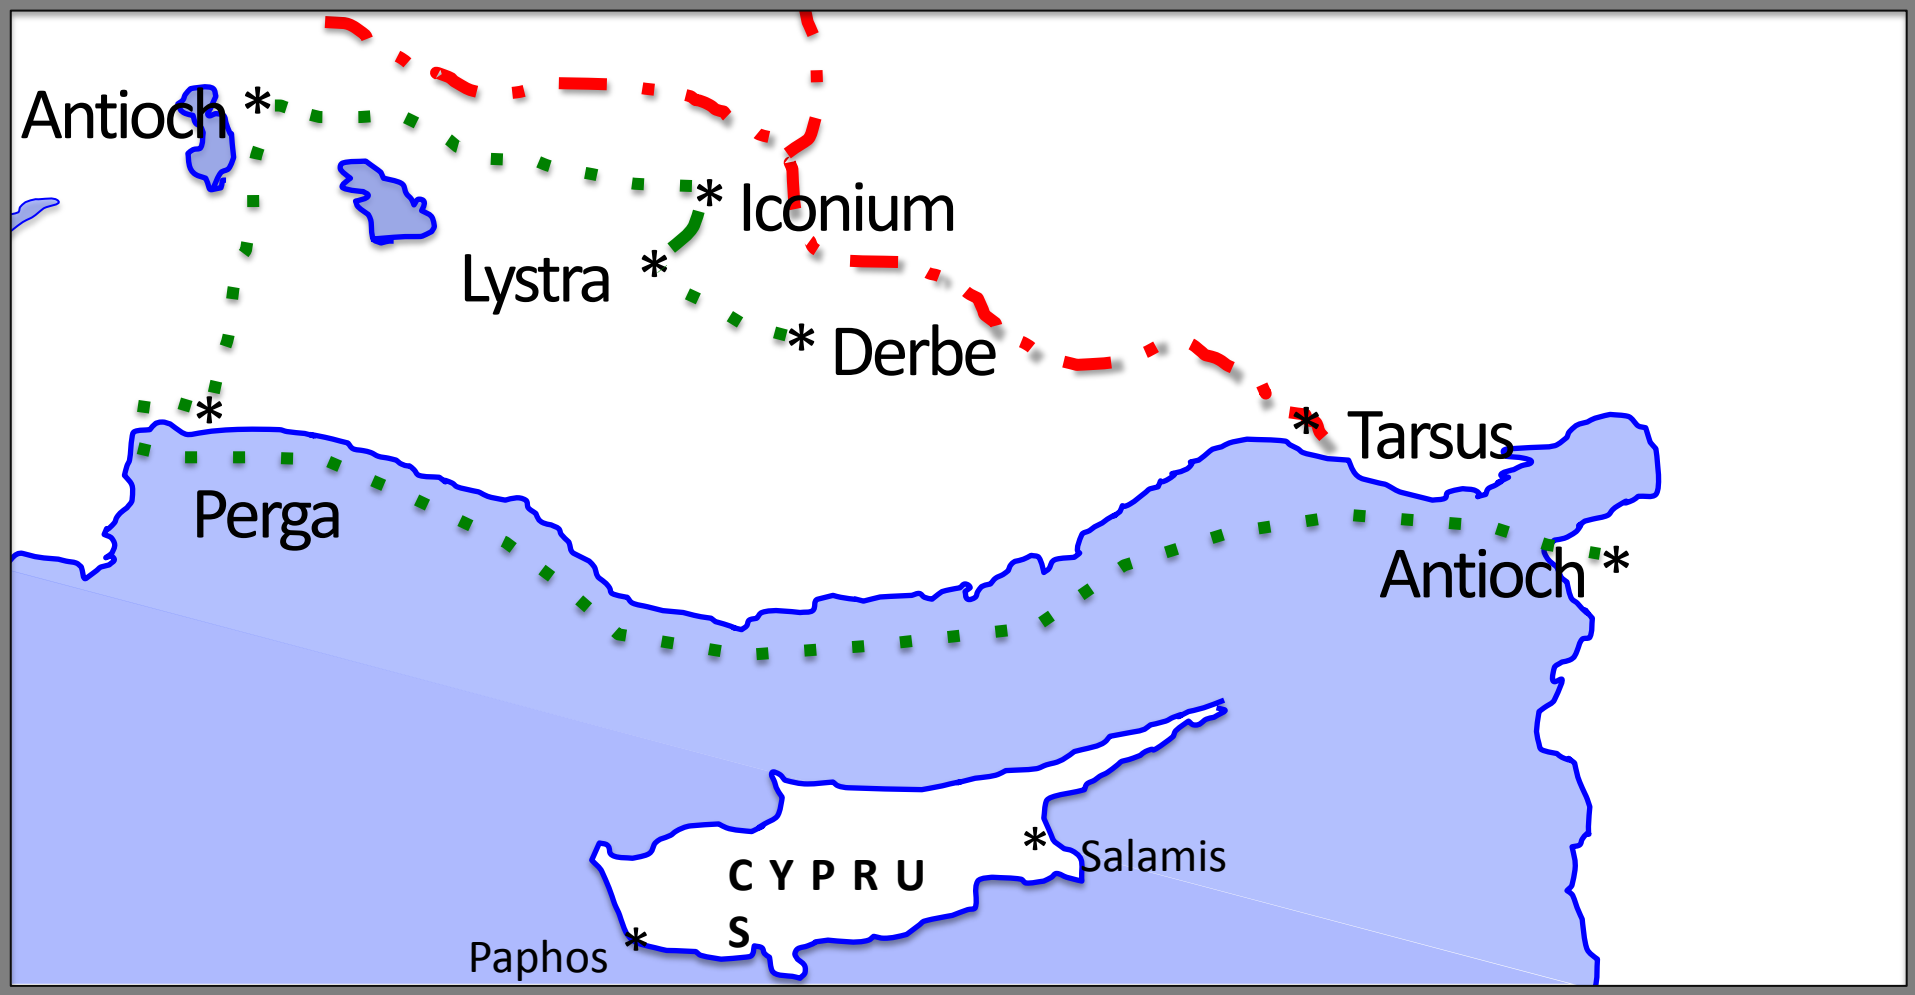 Antioch *
* Iconium
Lystra *
* Derbe
*
* Tarsus
Perga
Antioch *
*
Salamis
C Y P R U
S
Paphos *